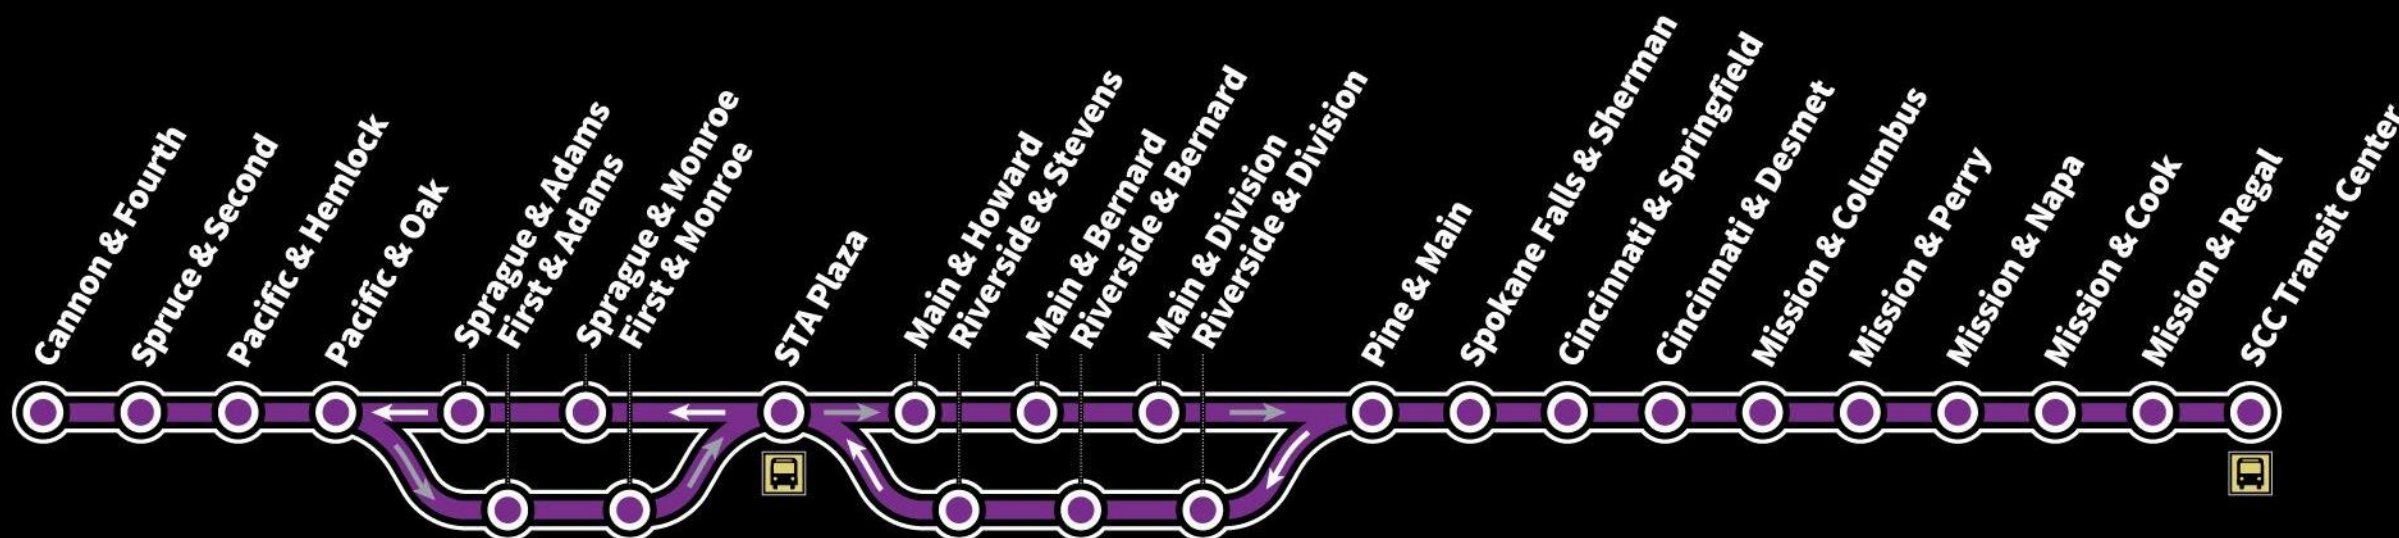 Cannon & Fourth
Spruce & Second
Pacific & Hemlock
Pacific & Oak
Sprague & Adams
First & Adams
Sprague & Monroe
First & Monroe
STA Plaza
Main & Howard
Riverside & Stevens
Main & Bernard
Riverside & Bernard
Main & Division
Riverside & Division
Pine & Main
Spokane Falls & Sherman
Cincinnati & Springfield
Cincinnati & Desmet
Mission & Columbus
Mission & Perry
Mission & Napa
Mission & Cook
Mission & Regal
SCC Transit Center